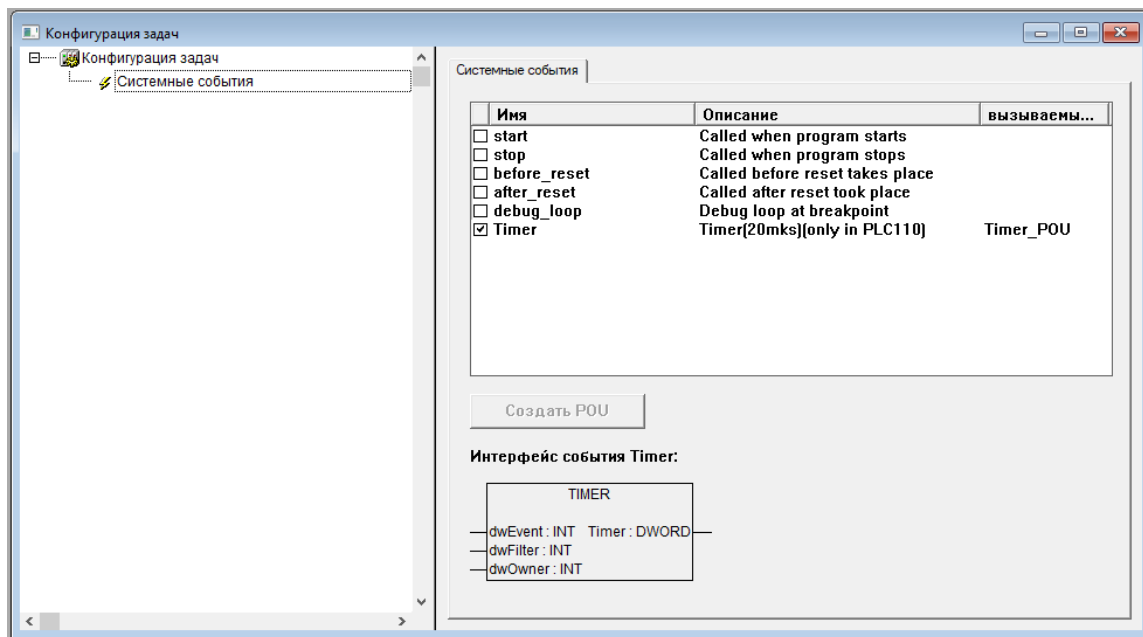 Конфигурация задач
Конфигурация задач
Системные события
Системные события
Имя Описание вызываемы...
start Called when program starts
stop Called when program stops
before_reset Called before reset takes place
after_reset Called after reset took place
debug_loop Debug loop at breakpoint
Timer Timer(20mks)(only in PLC110) Timer_POU
Создать POU
Интерфейс события Timer:
TIMER
dwEvent : INT Timer : DWORD
dwFilter : INT
dwOwner : INT